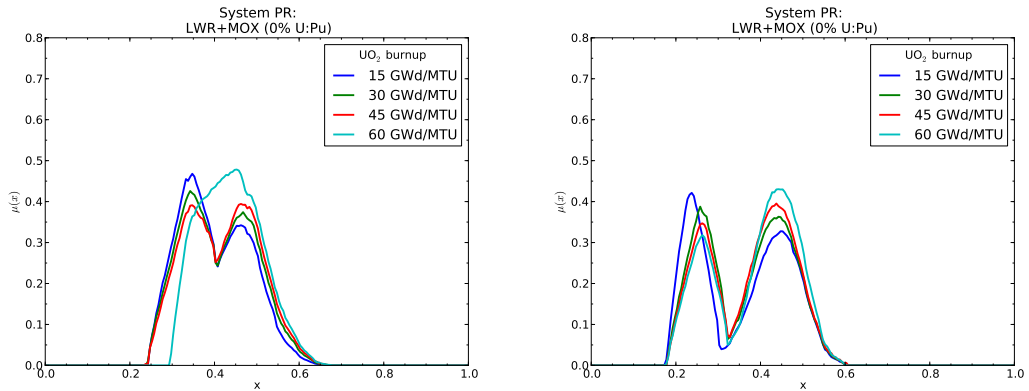 System PR:
LWR+MOX (0% U:Pu)
0.8
0.7
0.6
0.5
0.4
0.3
0.2
0.1
0.0
μ(x)
UO₂ burnup
15 GWd/MTU
30 GWd/MTU
45 GWd/MTU
60 GWd/MTU
0.0 0.2 0.4 0.6 0.8 1.0
x
System PR:
LWR+MOX (0% U:Pu)
0.8
0.7
0.6
0.5
0.4
0.3
0.2
0.1
0.0
μ(x)
UO₂ burnup
15 GWd/MTU
30 GWd/MTU
45 GWd/MTU
60 GWd/MTU
0.0 0.2 0.4 0.6 0.8 1.0
x